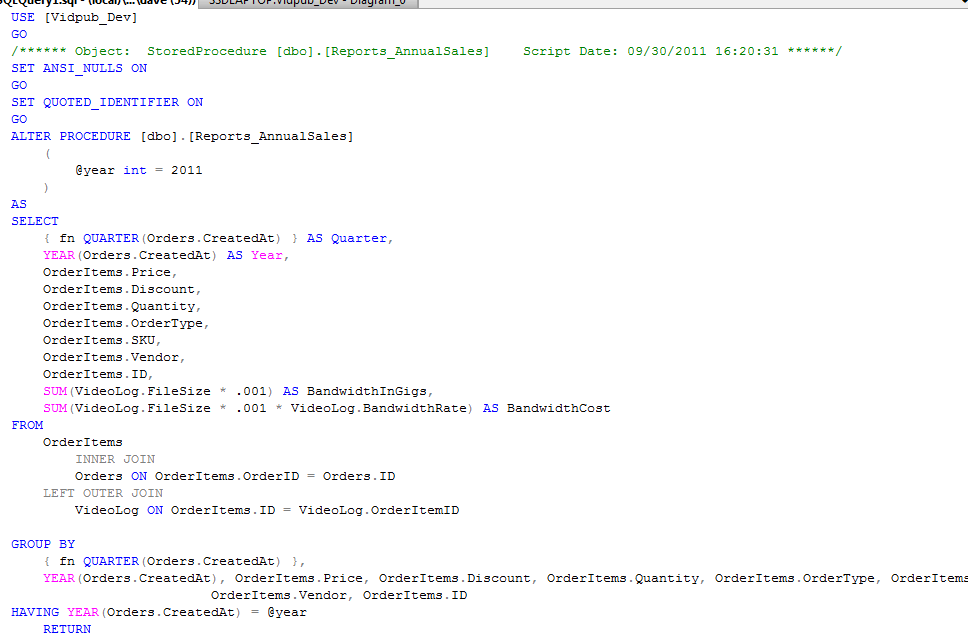 SQLQuery1.sql - (local)\...\dave (54))  SSDLAPTOP.Vidpub_Dev - Diagram_0
USE [Vidpub_Dev]
GO
/****** Object:  StoredProcedure [dbo].[Reports_AnnualSales]    Script Date: 09/30/2011 16:20:31 ******/
SET ANSI_NULLS ON
GO
SET QUOTED_IDENTIFIER ON
GO
ALTER PROCEDURE [dbo].[Reports_AnnualSales]
    (
        @year int = 2011
    )
AS
SELECT
    { fn QUARTER(Orders.CreatedAt) } AS Quarter,
    YEAR(Orders.CreatedAt) AS Year,
    OrderItems.Price,
    OrderItems.Discount,
    OrderItems.Quantity,
    OrderItems.OrderType,
    OrderItems.SKU,
    OrderItems.Vendor,
    OrderItems.ID,
    SUM(VideoLog.FileSize * .001) AS BandwidthInGigs,
    SUM(VideoLog.FileSize * .001 * VideoLog.BandwidthRate) AS BandwidthCost
FROM
    OrderItems
        INNER JOIN
        Orders ON OrderItems.OrderID = Orders.ID
    LEFT OUTER JOIN
        VideoLog ON OrderItems.ID = VideoLog.OrderItemID
GROUP BY
    { fn QUARTER(Orders.CreatedAt) },
    YEAR(Orders.CreatedAt), OrderItems.Price, OrderItems.Discount, OrderItems.Quantity, OrderItems.OrderType, OrderItems
                         OrderItems.Vendor, OrderItems.ID
HAVING YEAR(Orders.CreatedAt) = @year
    RETURN